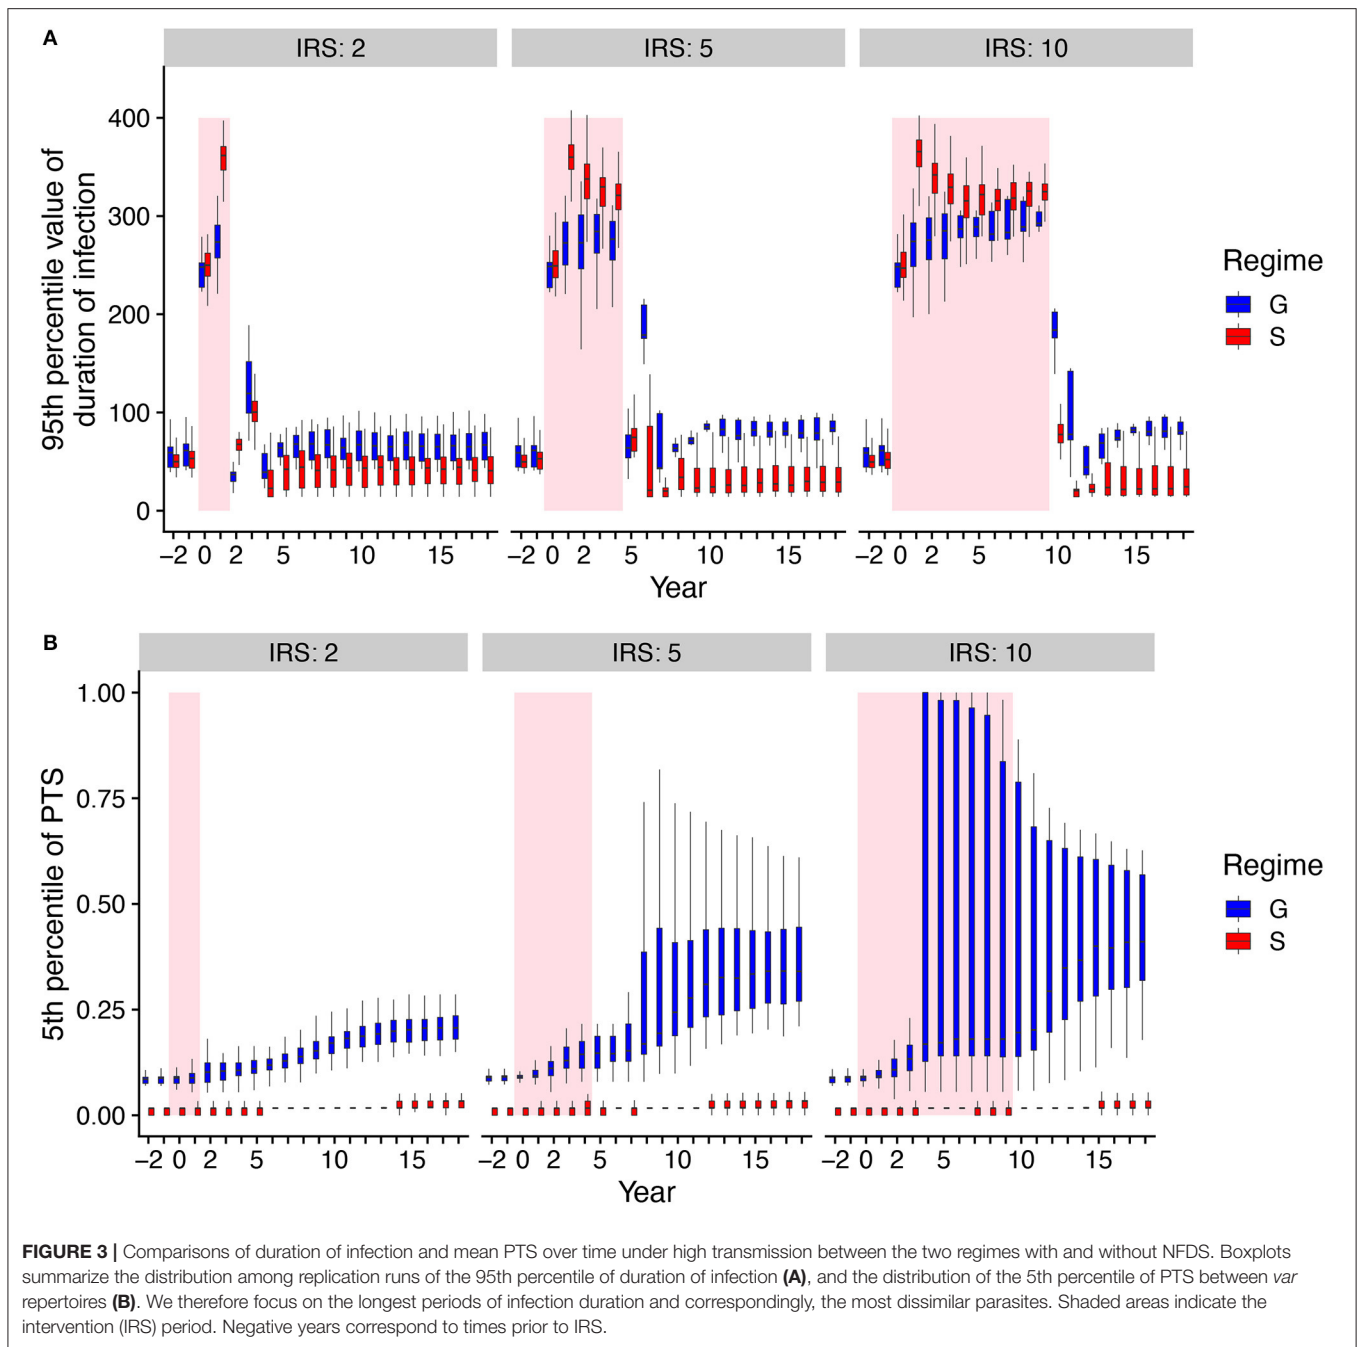 A
IRS: 2 IRS: 5 IRS: 10
400
300
200
100
0
95th percentile value of
duration of infection
−2 0 2 5 10 15 −2 0 2 5 10 15 −2 0 2 5 10 15
Year
Regime
G
S
B
IRS: 2 IRS: 5 IRS: 10
1.00
0.75
0.50
0.25
0.00
5th percentile of PTS
−2 0 2 5 15 −2 0 2 5 10 15 −2 0 2 5 10 15
Year
Regime
G
S
FIGURE 3 | Comparisons of duration of infection and mean PTS over time under high transmission between the two regimes with and without NFDS. Boxplots
summarize the distribution among replication runs of the 95th percentile of duration of infection (A), and the distribution of the 5th percentile of PTS between var
repertoires (B). We therefore focus on the longest periods of infection duration and correspondingly, the most dissimilar parasites. Shaded areas indicate the
intervention (IRS) period. Negative years correspond to times prior to IRS.